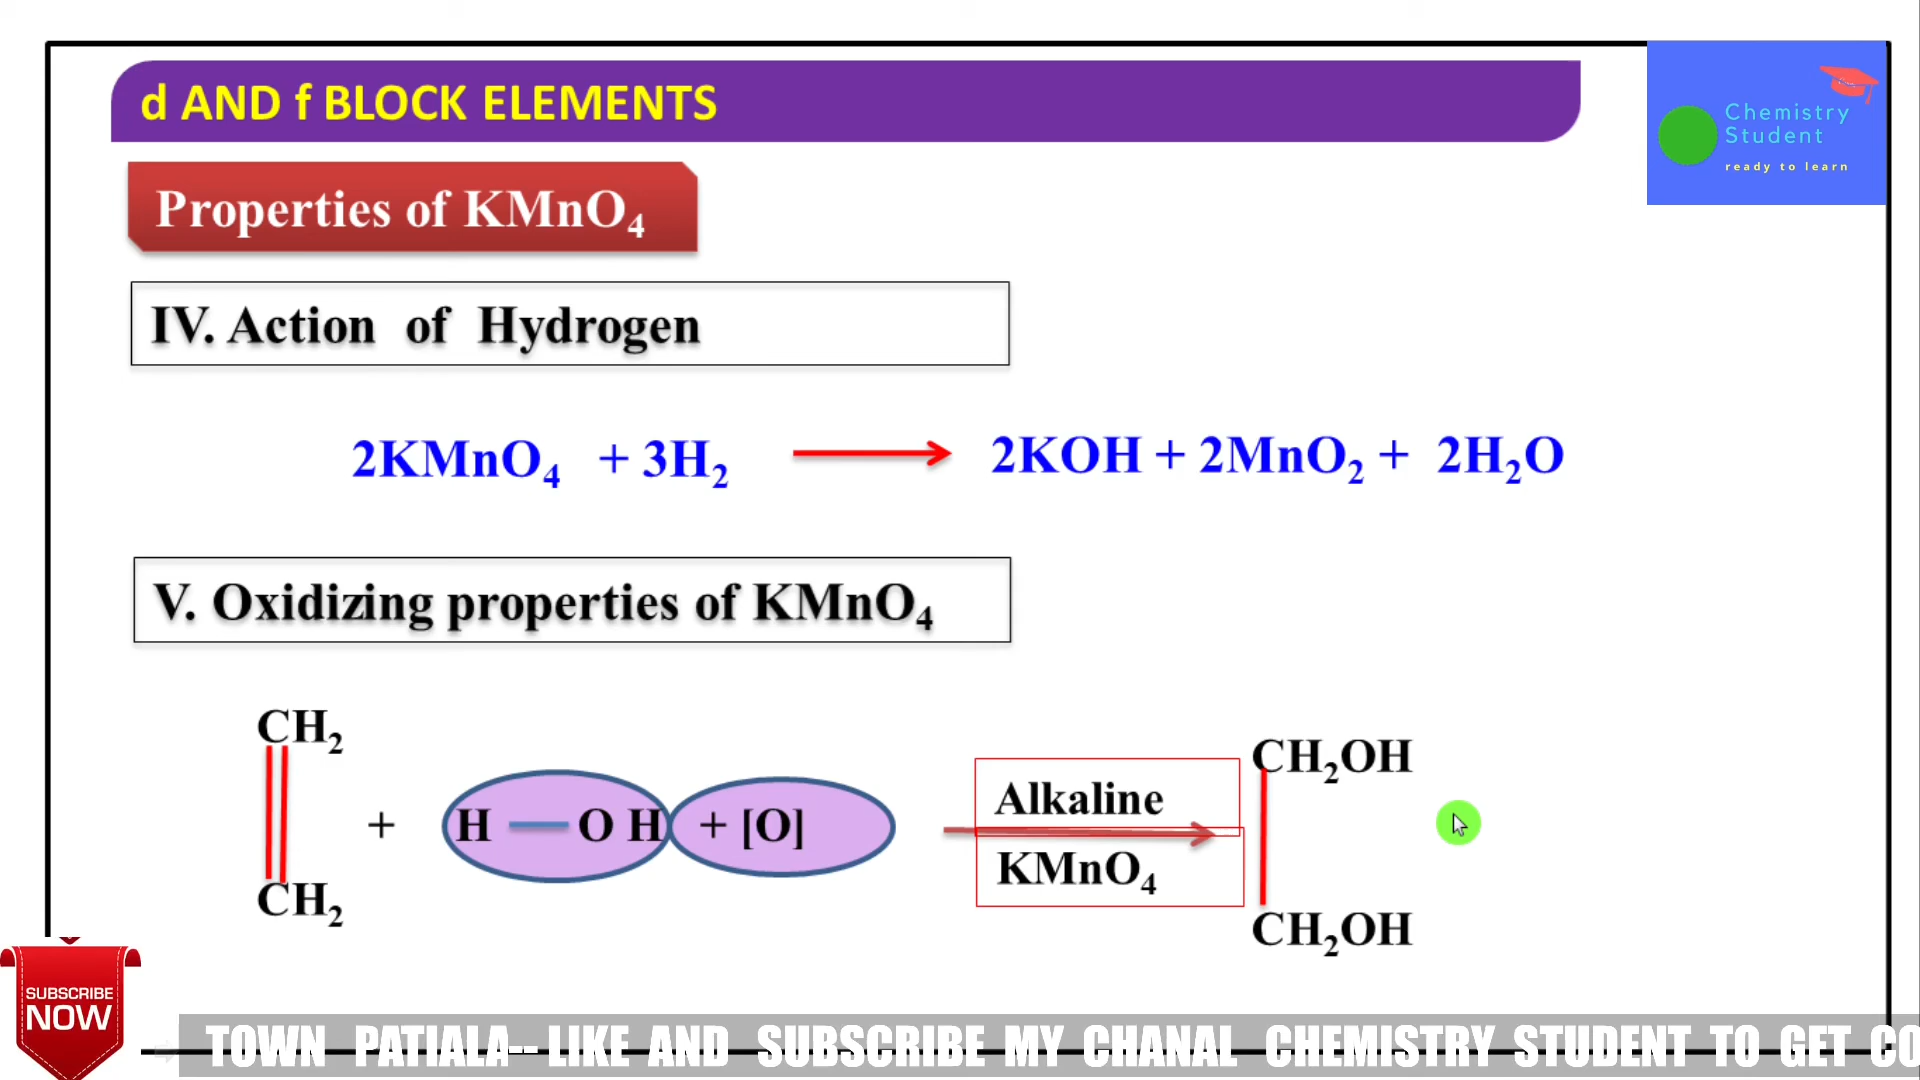 d AND f BLOCK ELEMENTS
Chemistry
Student
ready to learn
Properties of KMnO₄
IV. Action of Hydrogen
2KMnO₄ + 3H₂ → 2KOH + 2MnO₂ + 2H₂O
V. Oxidizing properties of KMnO₄
CH₂
CH₂
+ H — O H + [O]
Alkaline
KMnO₄
CH₂OH
CH₂OH
SUBSCRIBE
NOW
TOWN PATIALA-- LIKE AND SUBSCRIBE MY CHANAL CHEMISTRY STUDENT TO GET CO